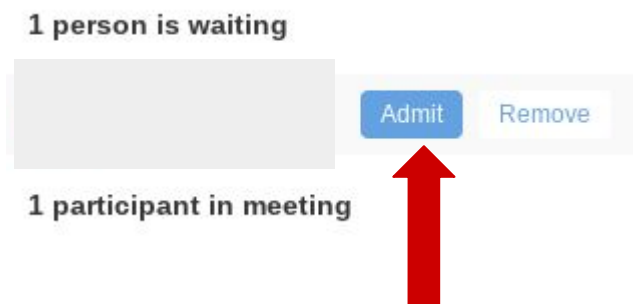 1 person is waiting
Admit Remove
1 participant in meeting